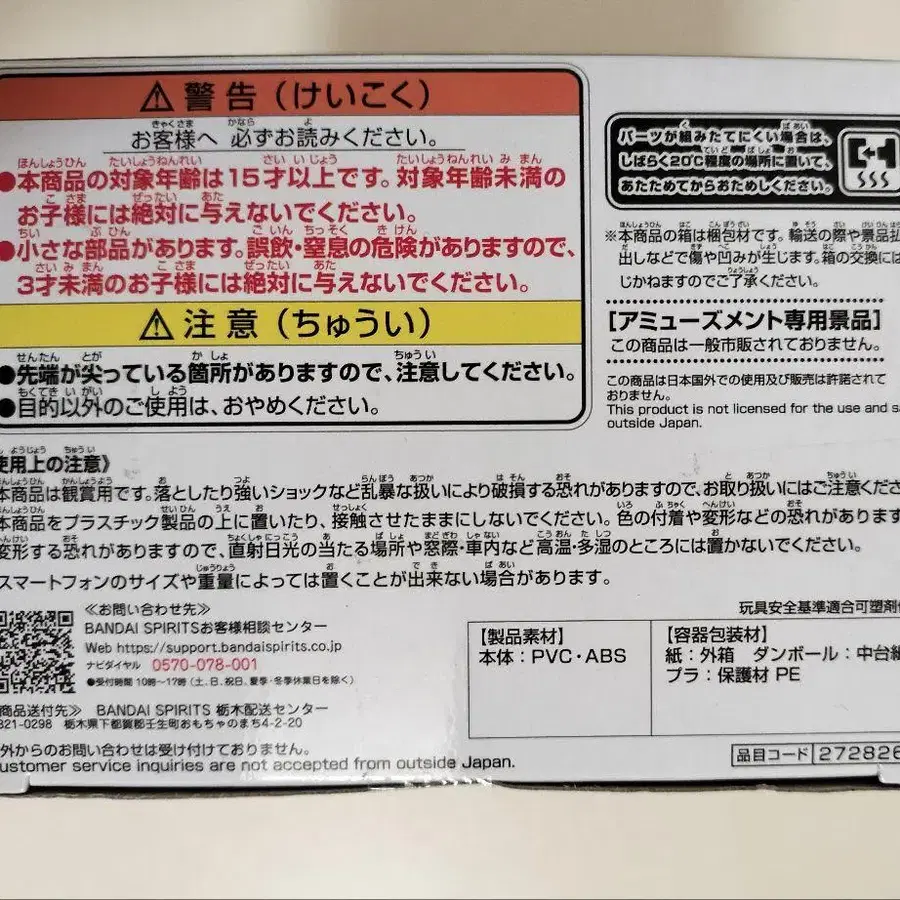 ⚠ 警告（けいこく）
お客様へ 必ずお読みください。
●本商品の対象年齢は15才以上です。対象年齢未満の
お子様には絶対に与えないでください。
●小さな部品があります。誤飲・窒息の危険がありますので、
3才未満のお子様には絶対に与えないでください。
⚠ 注意（ちゅうい）
●先端が尖っている箇所がありますので、注意してください。
●目的以外のご使用は、おやめください。
パーツが組みたてにくい場合は、
しばらく20℃程度の場所に置いて、
あたためてからおためしください。
※本商品の箱は梱包材です。輸送の際や景品払
出しなどで傷や凹みが生じます。箱の交換には
じかねますのでご了承ください。
[アミューズメント専用景品]
この商品は一般市販されておりません。
この商品は日本国外での使用及び販売は許諾されて
おりません。
This product is not licensed for the use and sa
outside Japan.
使用上の注意》
本商品は観賞用です。落としたり強いショックなど乱暴な扱いにより破損する恐れがありますので、お取り扱いにはご注意くださ
本商品をプラスチック製品の上に置いたり、接触させたままにしないでください。色の付着や変形などの恐れがあります
変形する恐れがありますので、直射日光の当たる場所や窓際・車内など高温・多湿のところには置かないでください。
スマートフォンのサイズや重量によっては置くことが出来ない場合があります。
≪お問い合わせ先≫
BANDAI SPIRITSお客様相談センター
Web https://support.bandaispirits.co.jp
ナビダイヤル 0570-078-001
●受付時間 10時〜17時（土、日、祝日、夏季・冬季休業日を除く）
商品送付先≫ BANDAI SPIRITS 栃木配送センター
321-0298 栃木県下都賀郡壬生町おもちゃのまち4-2-20
外からのお問い合わせは受け付けておりません。
ustomer service inquiries are not accepted from outside Japan.
玩具安全基準適合可塑剤使
【製品素材】
本体：PVC・ABS
【容器包装材】
紙：外箱 ダンボール：中台紙
プラ：保護材 PE
品目コード 272826